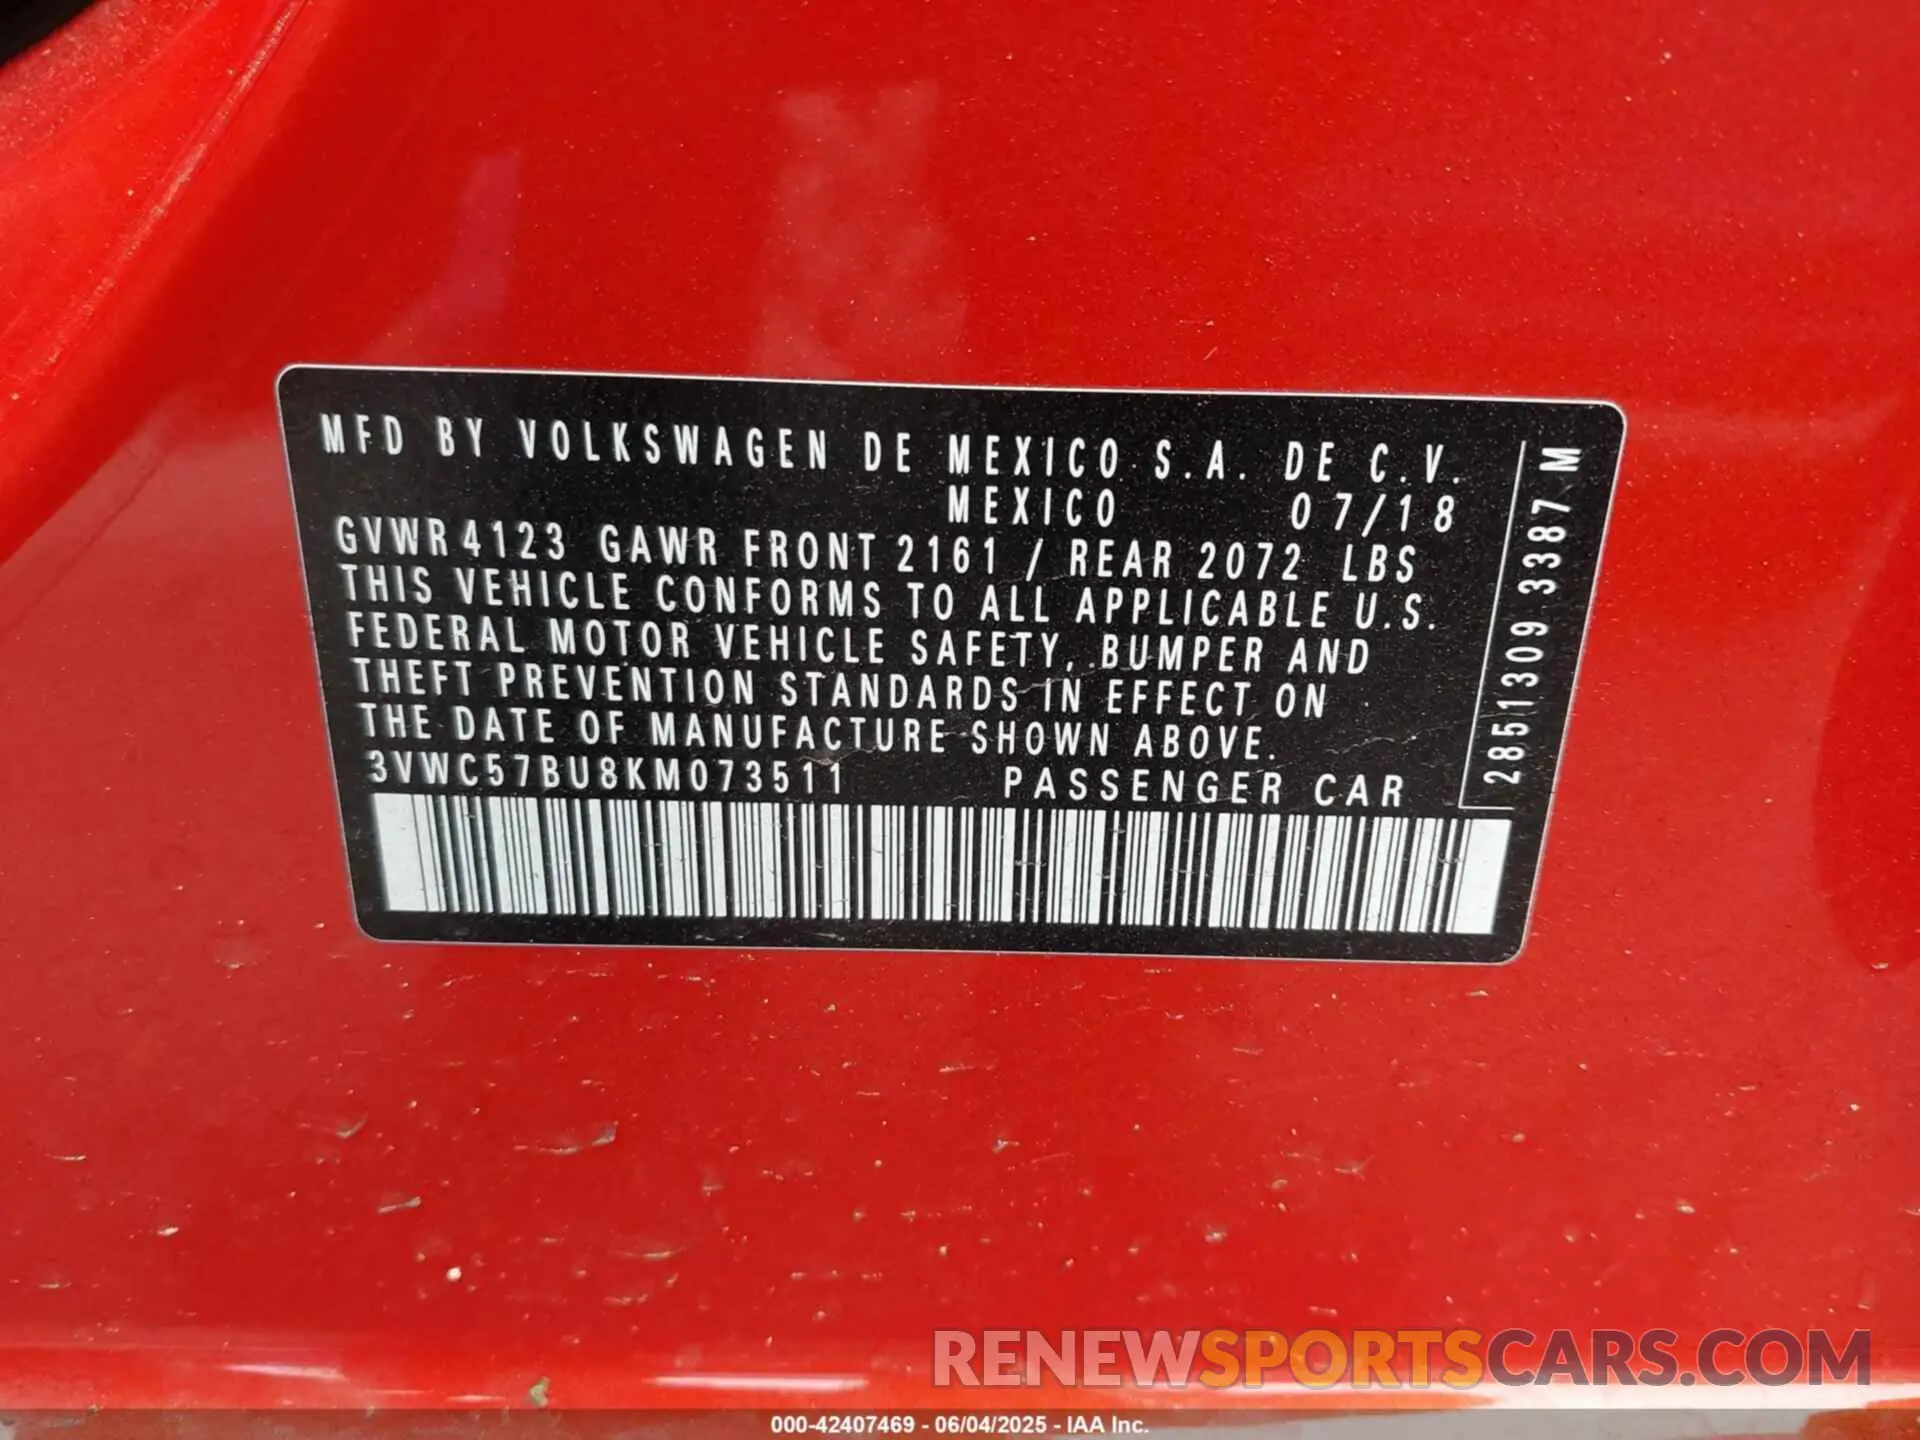 MFD BY VOLKSWAGEN DE MEXICO S.A. DE C.V.
MEXICO 07/18
GVWR 4123 GAWR FRONT 2161 / REAR 2072 LBS
THIS VEHICLE CONFORMS TO ALL APPLICABLE U.S.
FEDERAL MOTOR VEHICLE SAFETY, BUMPER AND
THEFT PREVENTION STANDARDS IN EFFECT ON
THE DATE OF MANUFACTURE SHOWN ABOVE.
3VWC57BU8KM073511 PASSENGER CAR
2851309 3387 M
RENEWSPORTSCARS.COM
000-42407469 - 06/04/2025 - IAA Inc.